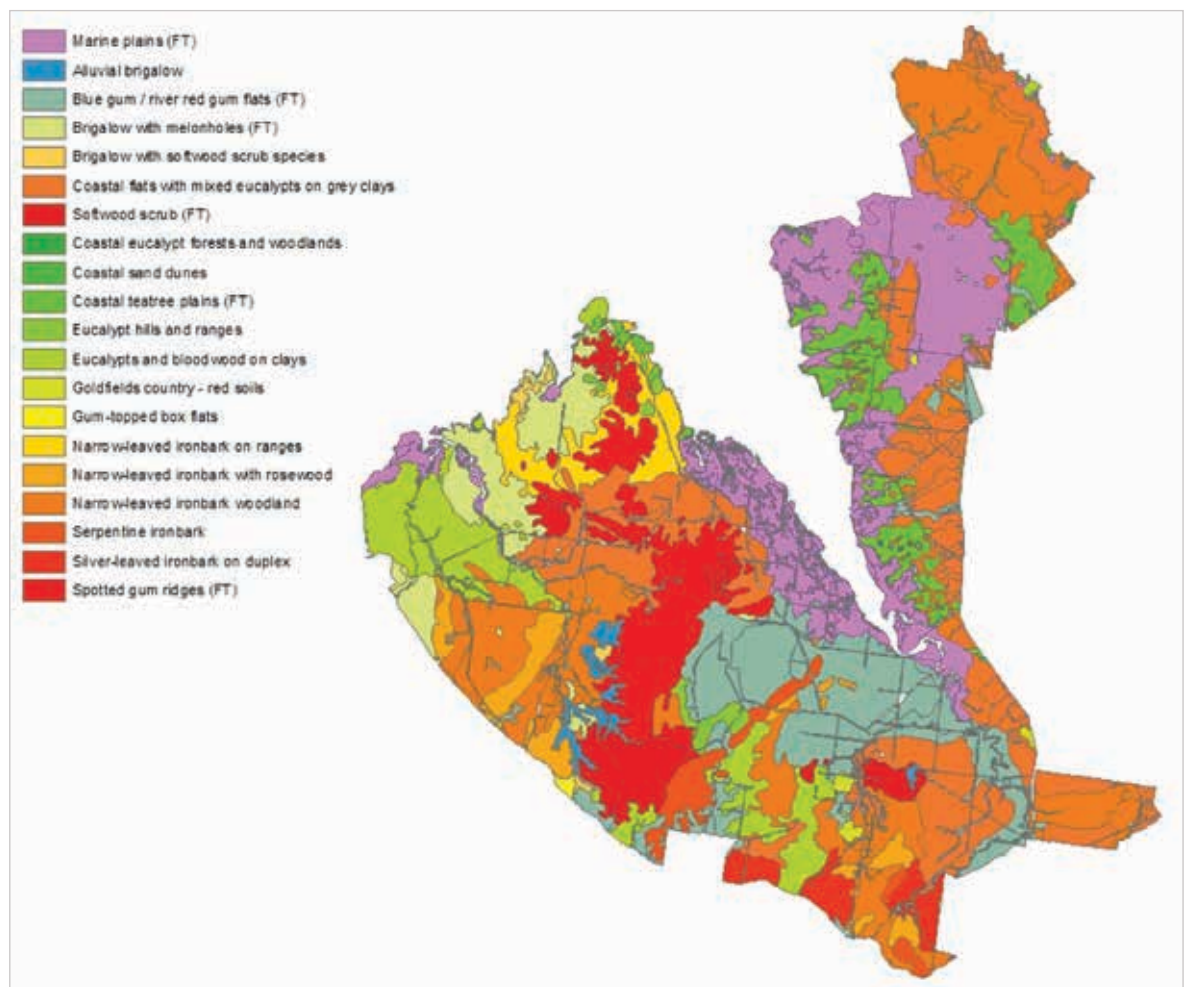 Marine plains (FT)
Alluvial brigalow
Blue gum / river red gum flats (FT)
Brigalow with melonholes (FT)
Brigalow with softwood scrub species
Coastal flats with mixed eucalypts on grey clays
Softwood scrub (FT)
Coastal eucalypt forests and woodlands
Coastal sand dunes
Coastal teatree plains (FT)
Eucalypt hills and ranges
Eucalypts and bloodwood on clays
Goldfields country - red soils
Gum-topped box flats
Narrow-leaved ironbark on ranges
Narrow-leaved ironbark with rosewood
Narrow-leaved ironbark woodland
Serpentine ironbark
Silver-leaved ironbark on duplex
Spotted gum ridges (FT)